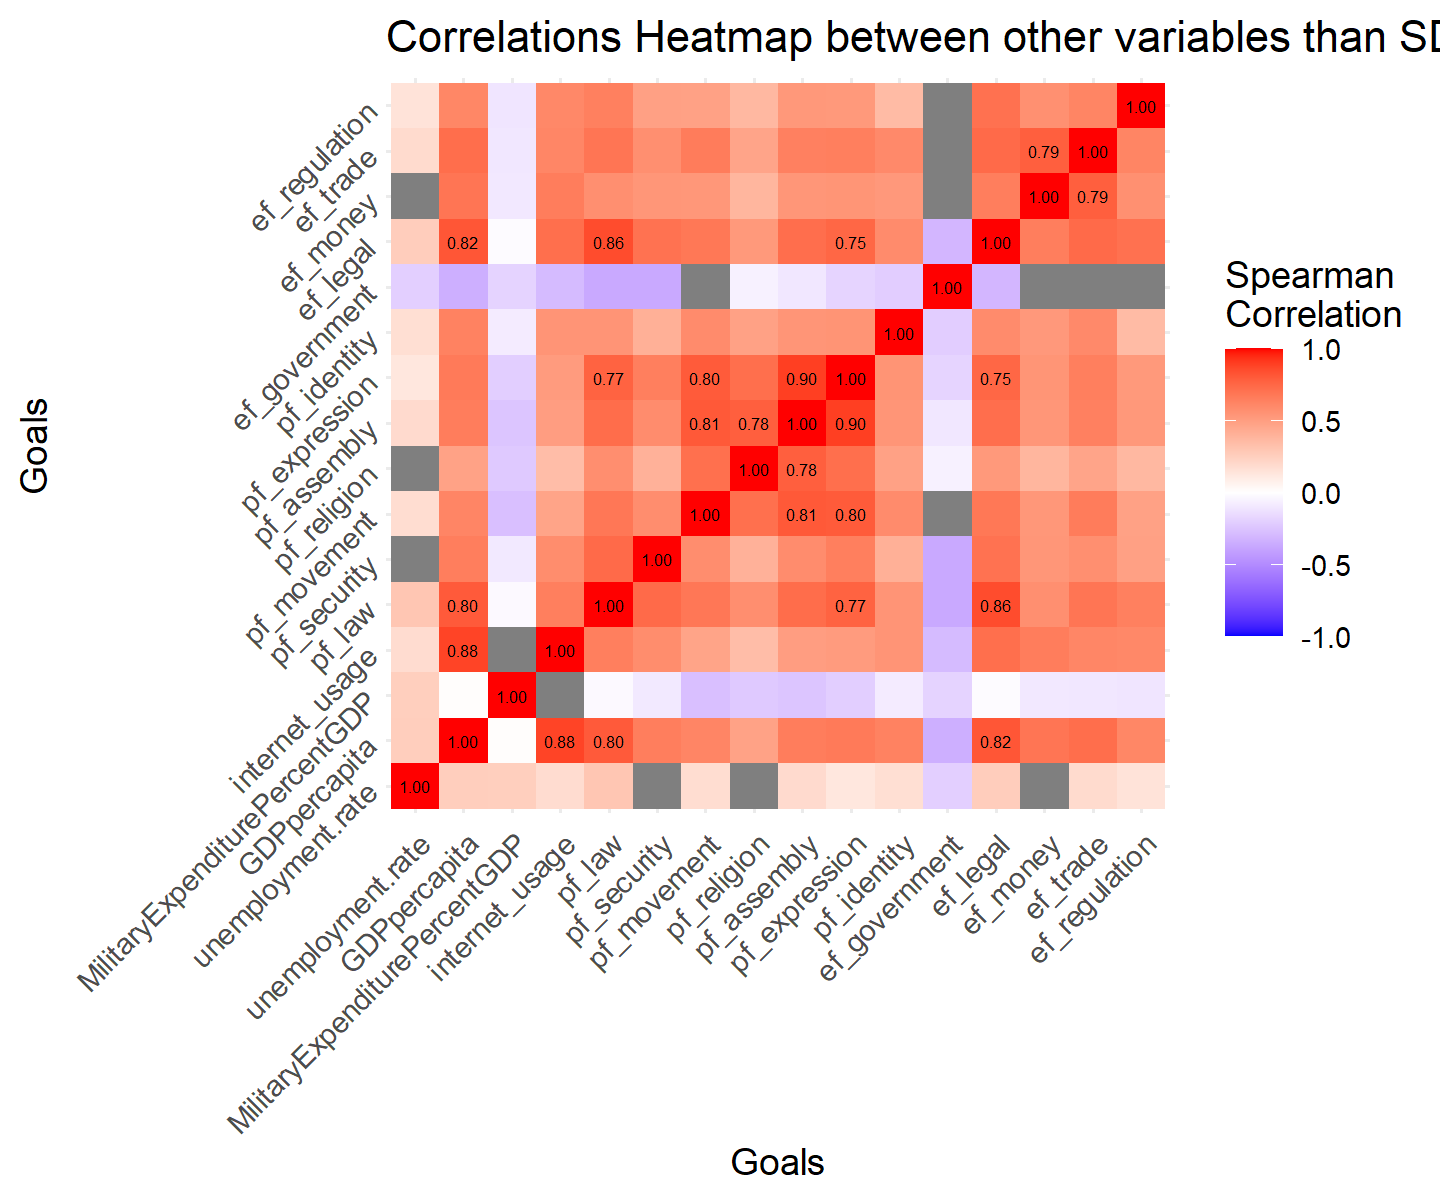 Correlations Heatmap between other variables than SD
Goals
ef_regulation
ef_trade
ef_money
ef_legal
ef_government
pf_identity
pf_expression
pf_assembly
pf_religion
pf_movement
pf_security
pf_law
internet_usage
MilitaryExpenditurePercentGDP
GDPpercapita
unemployment.rate
1.00
0.79 1.00
1.00 0.79
0.82 0.86 0.75 1.00
1.00
1.00
0.77 0.80 0.90 1.00 0.75
0.81 0.78 1.00 0.90
1.00 0.78
1.00 0.81 0.80
1.00
0.80 1.00 0.77 0.86
0.88 1.00
1.00
1.00 0.88 0.80 0.82
1.00
unemployment.rate
GDPpercapita
MilitaryExpenditurePercentGDP
internet_usage
pf_law
pf_security
pf_movement
pf_religion
pf_assembly
pf_expression
pf_identity
ef_government
ef_legal
ef_money
ef_trade
ef_regulation
Goals
Spearman
Correlation
1.0
0.5
0.0
-0.5
-1.0